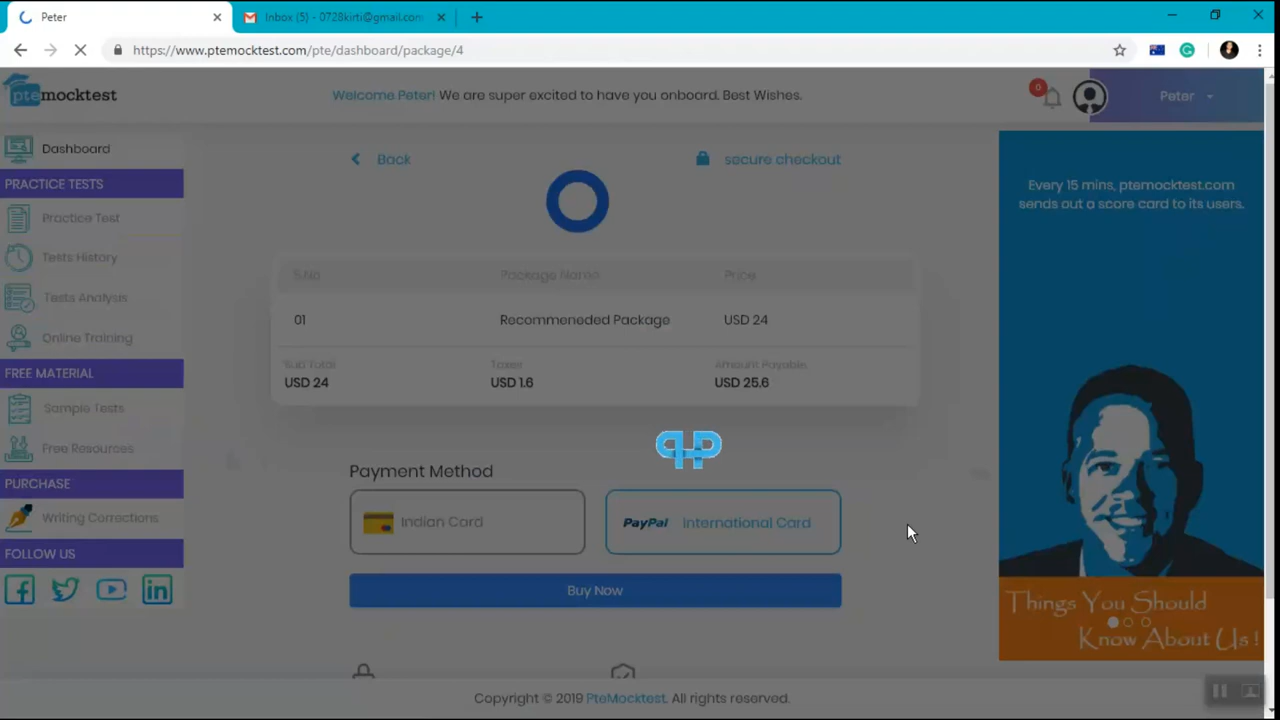 Peter
Inbox (5) - 0728kirti@gmail.com
https://www.ptemocktest.com/pte/dashboard/package/4
ptemocktest
Welcome Peter! We are super excited to have you onboard. Best Wishes.
0
Peter
Dashboard
PRACTICE TESTS
Practice Test
Tests History
Tests Analysis
Online Training
FREE MATERIAL
Sample Tests
Free Resources
PURCHASE
Writing Corrections
FOLLOW US
Back
secure checkout
S.No
Package Name
Price
01
Recommeneded Package
USD 24
Sub Total
Taxes
Amount Payable
USD 24
USD 1.6
USD 25.6
Payment Method
Indian Card
PayPal International Card
Buy Now
Every 15 mins, ptemocktest.com
sends out a score card to its users.
Things You Should
Know About Us !
Copyright © 2019 PteMocktest. All rights reserved.